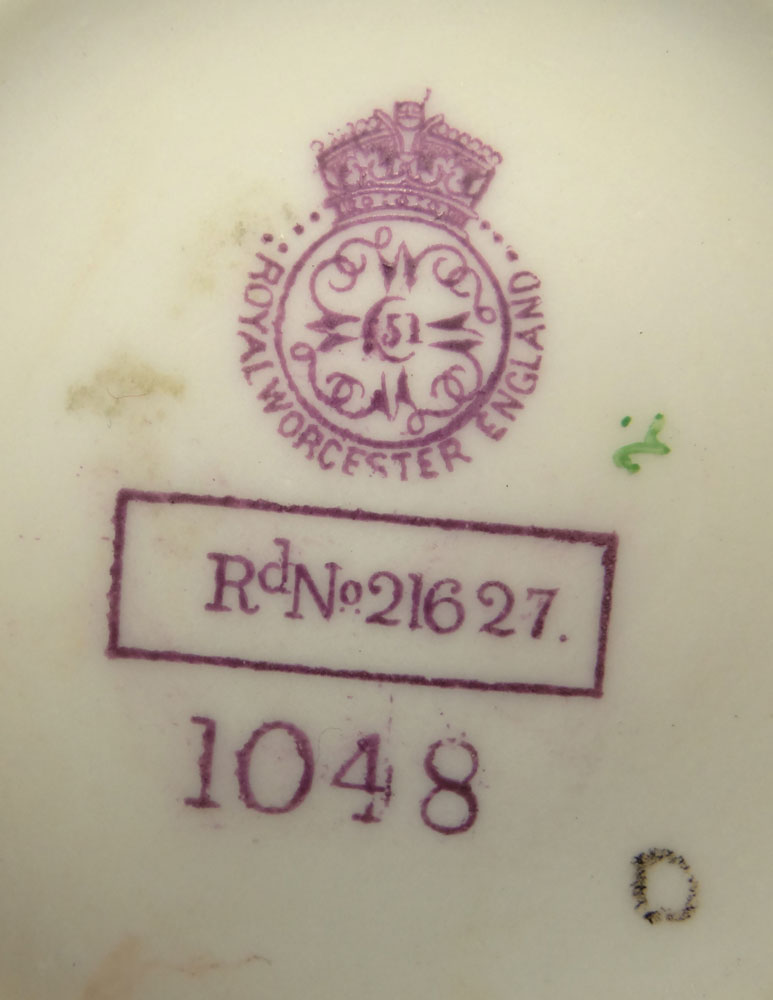 ROYAL WORCESTER ENGLAND
51
RdNo 21627.
1048
D